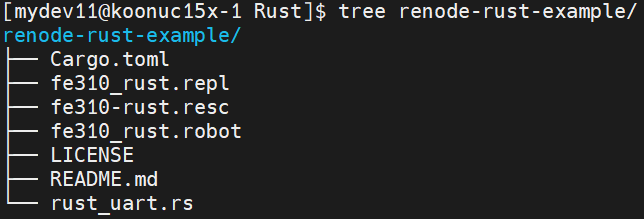 [mydev11@koonuc15x-1 Rust]$ tree renode-rust-example/
renode-rust-example/
├── Cargo.toml
├── fe310_rust.repl
├── fe310-rust.resc
├── fe310_rust.robot
├── LICENSE
├── README.md
└── rust_uart.rs